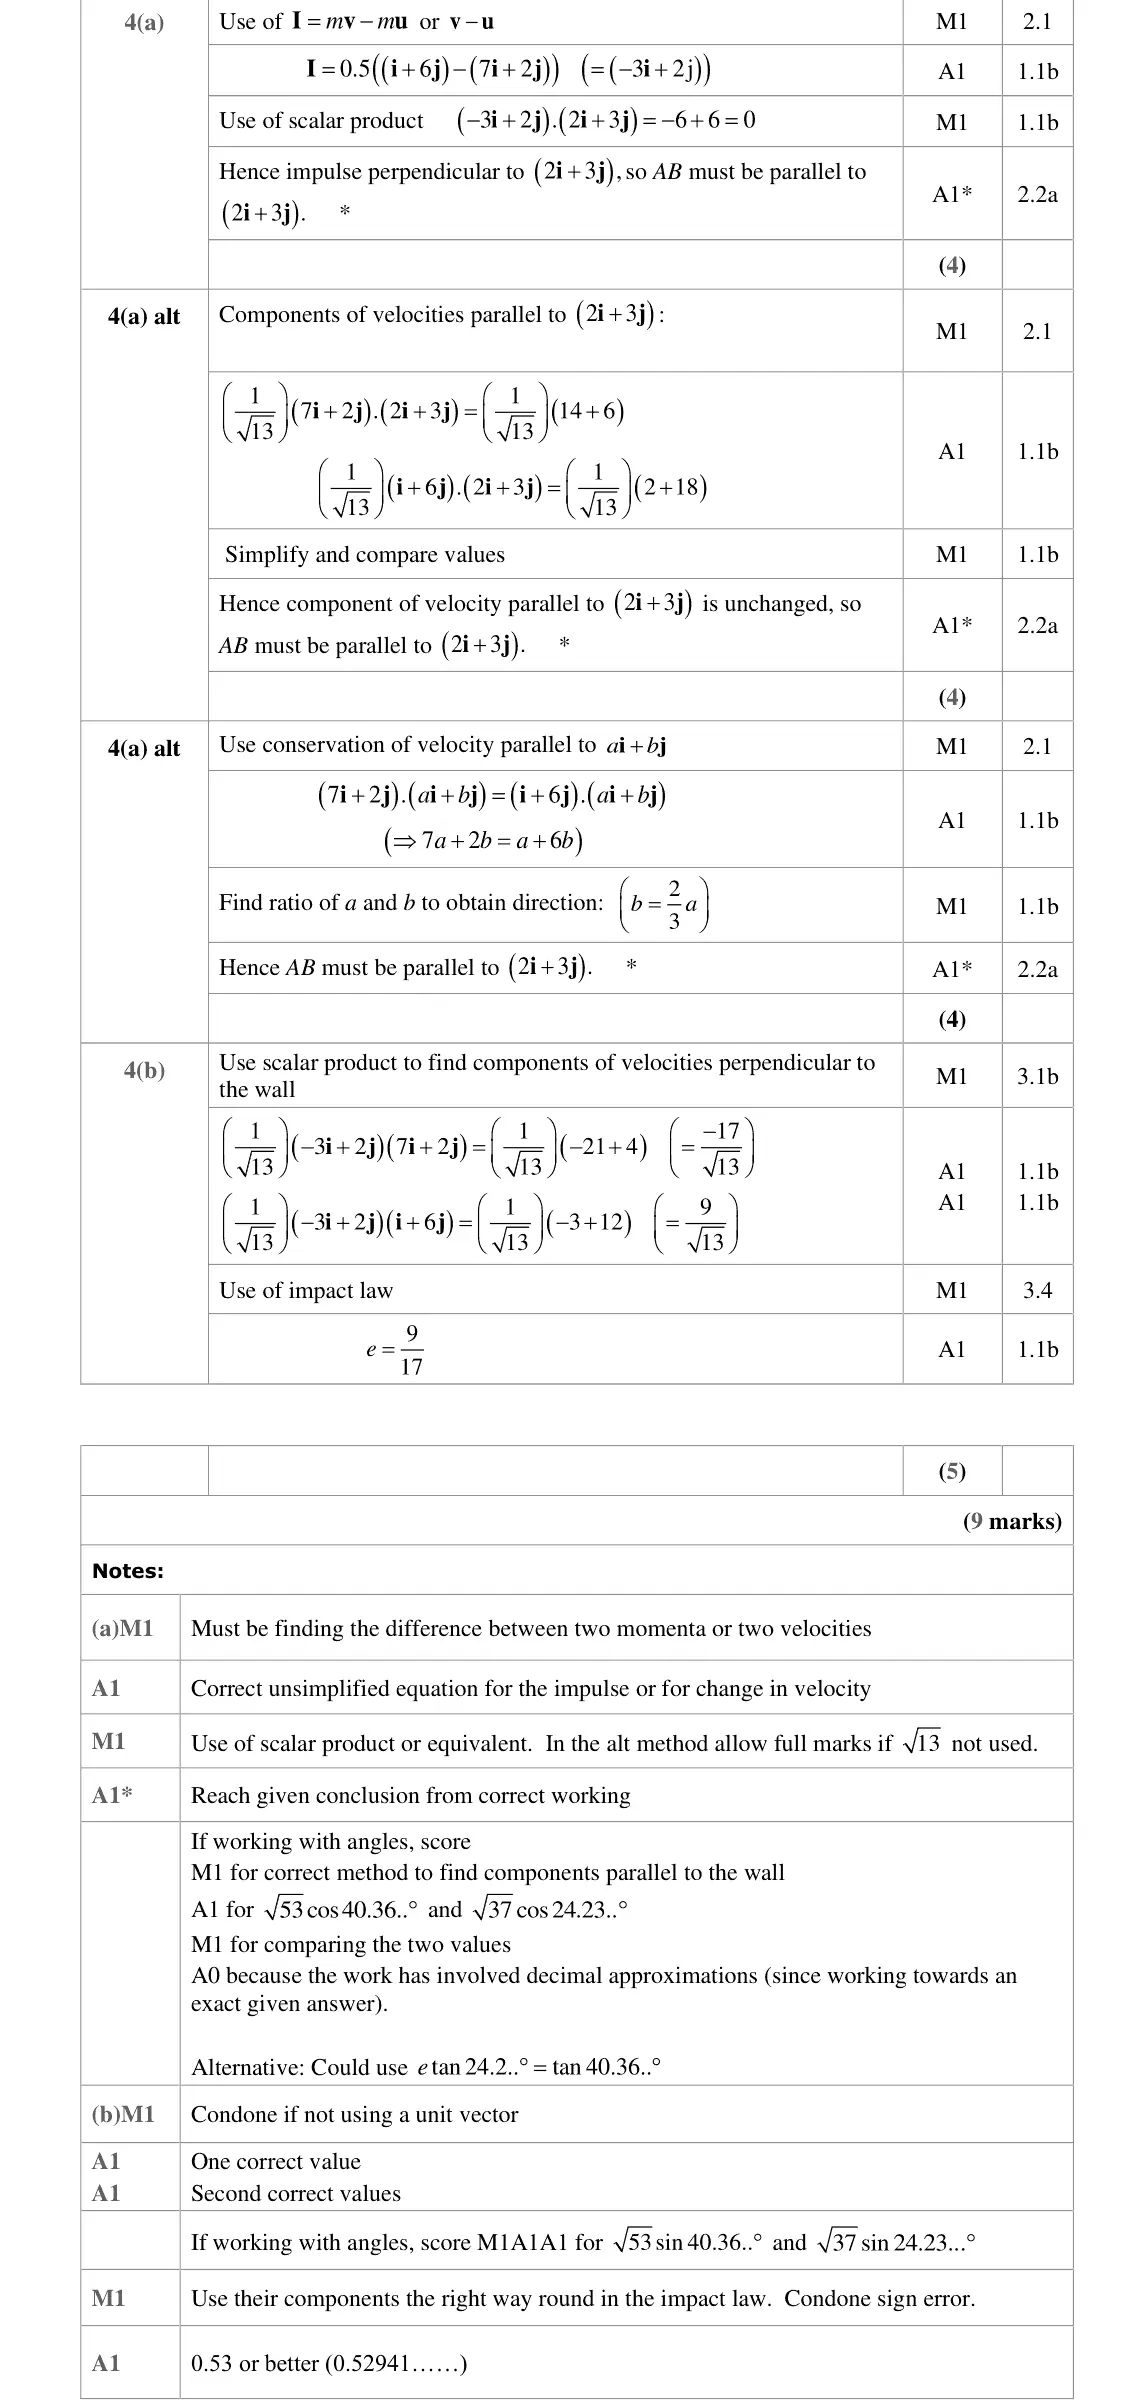 4(a) Use of I = mv − mu or v − u M1 2.1
I = 0.5((i + 6j) − (7i + 2j)) (= (−3i + 2j)) A1 1.1b
Use of scalar product (−3i + 2j).(2i + 3j) = −6 + 6 = 0 M1 1.1b
Hence impulse perpendicular to (2i + 3j), so AB must be parallel to
(2i + 3j). * A1* 2.2a
(4)
4(a) alt Components of velocities parallel to (2i + 3j): M1 2.1
(1/√13)(7i + 2j).(2i + 3j) = (1/√13)(14 + 6)
(1/√13)(i + 6j).(2i + 3j) = (1/√13)(2 + 18) A1 1.1b
Simplify and compare values M1 1.1b
Hence component of velocity parallel to (2i + 3j) is unchanged, so
AB must be parallel to (2i + 3j). * A1* 2.2a
(4)
4(a) alt Use conservation of velocity parallel to ai + bj M1 2.1
(7i + 2j).(ai + bj) = (i + 6j).(ai + bj)
(⇒ 7a + 2b = a + 6b) A1 1.1b
Find ratio of a and b to obtain direction: (b = 2/3 a) M1 1.1b
Hence AB must be parallel to (2i + 3j). * A1* 2.2a
(4)
4(b) Use scalar product to find components of velocities perpendicular to
the wall M1 3.1b
(1/√13)(−3i + 2j)(7i + 2j) = (1/√13)(−21 + 4) (= −17/√13) A1 1.1b
(1/√13)(−3i + 2j)(i + 6j) = (1/√13)(−3 + 12) (= 9/√13) A1 1.1b
Use of impact law M1 3.4
e = 9/17 A1 1.1b
(5)
(9 marks)
Notes:
(a)M1 Must be finding the difference between two momenta or two velocities
A1 Correct unsimplified equation for the impulse or for change in velocity
M1 Use of scalar product or equivalent. In the alt method allow full marks if √13 not used.
A1* Reach given conclusion from correct working
If working with angles, score
M1 for correct method to find components parallel to the wall
A1 for √53 cos 40.36..° and √37 cos 24.23..°
M1 for comparing the two values
A0 because the work has involved decimal approximations (since working towards an
exact given answer).
Alternative: Could use e tan 24.2..° = tan 40.36..°
(b)M1 Condone if not using a unit vector
A1 One correct value
A1 Second correct values
If working with angles, score M1A1A1 for √53 sin 40.36..° and √37 sin 24.23...°
M1 Use their components the right way round in the impact law. Condone sign error.
A1 0.53 or better (0.52941……)